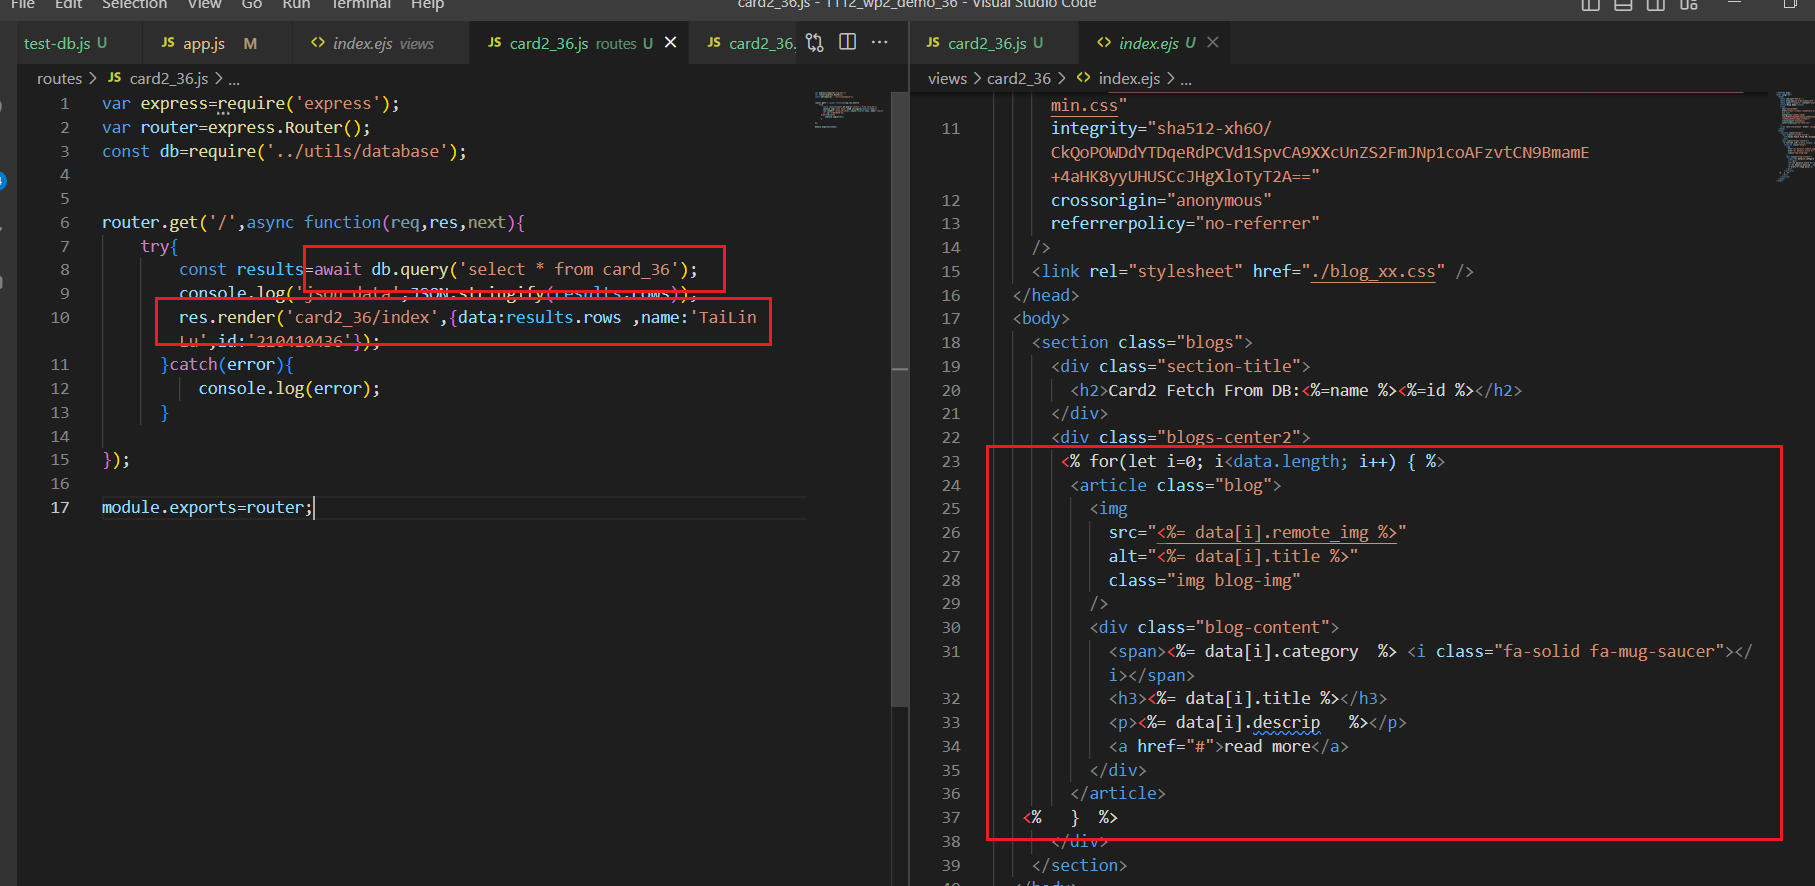 File Edit Selection View Go Run Terminal Help
card2_36.js - 1112_wp2_demo_36 - Visual Studio Code
test-db.js U
JS app.js M
<> index.ejs views
JS card2_36.js routes U
JS card2_36.
routes > JS card2_36.js > ...
1 var express=require('express');
2 var router=express.Router();
3 const db=require('../utils/database');
4
5
6 router.get('/',async function(req,res,next){
7 try{
8 const results=await db.query('select * from card_36');
9 console.log('json data',JSON.stringify(results.rows));
10 res.render('card2_36/index',{data:results.rows ,name:'TaiLin
Lu',id:'210410436'});
11 }catch(error){
12 console.log(error);
13 }
14
15 });
16
17 module.exports=router;
JS card2_36.js U
<> index.ejs U
views > card2_36 > <> index.ejs > ...
min.css"
11 integrity="sha512-xh6O/
CkQoPOWDdYTDqeRdPCVd1SpvCA9XXcUnZS2FmJNp1coAFzvtCN9BmamE
+4aHK8yyUHUSCcJHgXloTyT2A=="
12 crossorigin="anonymous"
13 referrerpolicy="no-referrer"
14 />
15 <link rel="stylesheet" href="./blog_xx.css" />
16 </head>
17 <body>
18 <section class="blogs">
19 <div class="section-title">
20 <h2>Card2 Fetch From DB:<%=name %><%=id %></h2>
21 </div>
22 <div class="blogs-center2">
23 <% for(let i=0; i<data.length; i++) { %>
24 <article class="blog">
25 <img
26 src="<%= data[i].remote_img %>"
27 alt="<%= data[i].title %>"
28 class="img blog-img"
29 />
30 <div class="blog-content">
31 <span><%= data[i].category %> <i class="fa-solid fa-mug-saucer"></
i></span>
32 <h3><%= data[i].title %></h3>
33 <p><%= data[i].descrip %></p>
34 <a href="#">read more</a>
35 </div>
36 </article>
37 <% } %>
38 </div>
39 </section>